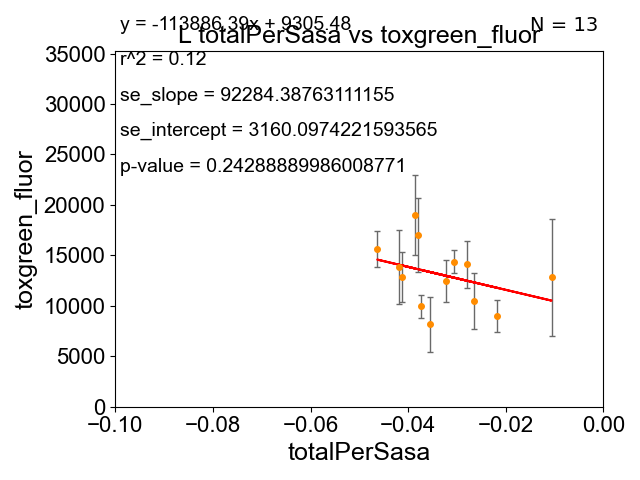 y = -113886.39x + 9305.48
N = 13
L totalPerSasa vs toxgreen_fluor
r^2 = 0.12
se_slope = 92284.38763111155
se_intercept = 3160.0974221593565
p-value = 0.24288889986008771
toxgreen_fluor
35000
30000
25000
20000
15000
10000
5000
0
−0.10 −0.08 −0.06 −0.04 −0.02 0.00
totalPerSasa